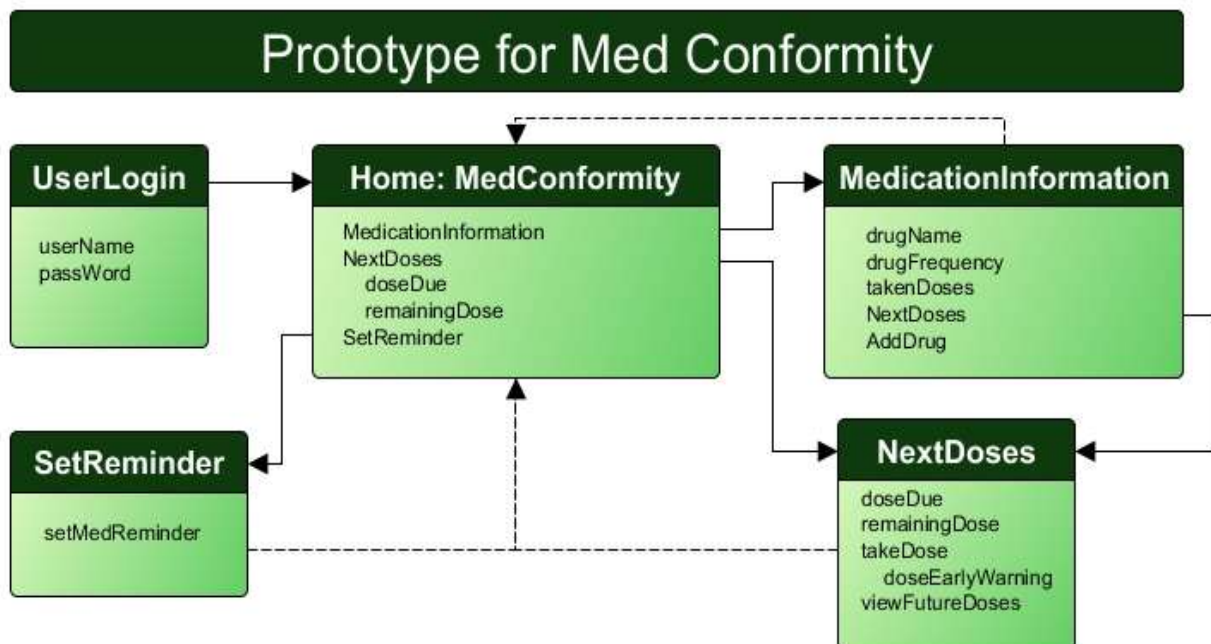 Prototype for Med Conformity
UserLogin
userName
passWord
Home: MedConformity
MedicationInformation
NextDoses
doseDue
remainingDose
SetReminder
MedicationInformation
drugName
drugFrequency
takenDoses
NextDoses
AddDrug
SetReminder
setMedReminder
NextDoses
doseDue
remainingDose
takeDose
doseEarlyWarning
viewFutureDoses